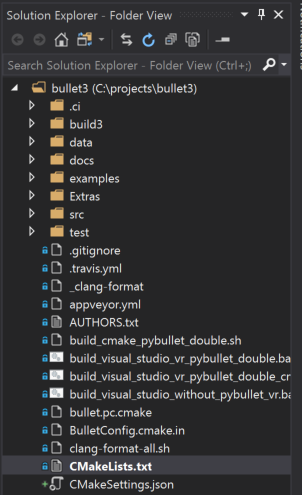 Solution Explorer - Folder View
Search Solution Explorer - Folder View (Ctrl+;)
bullet3 (C:\projects\bullet3)
.ci
build3
data
docs
examples
Extras
src
test
.gitignore
.travis.yml
_clang-format
appveyor.yml
AUTHORS.txt
build_cmake_pybullet_double.sh
build_visual_studio_vr_pybullet_double.ba
build_visual_studio_vr_pybullet_double_cm
build_visual_studio_without_pybullet_vr.ba
bullet.pc.cmake
BulletConfig.cmake.in
clang-format-all.sh
CMakeLists.txt
CMakeSettings.json